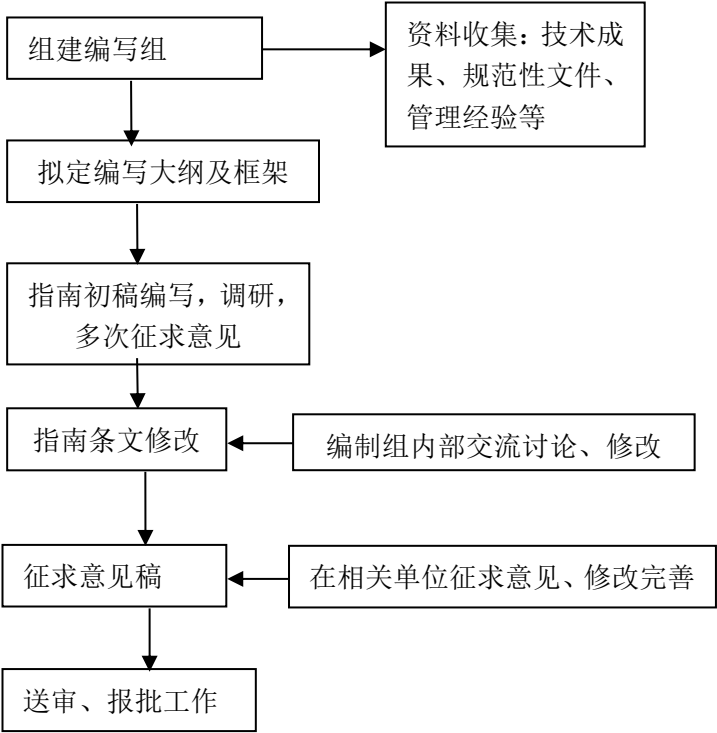 组建编写组
资料收集：技术成
果、规范性文件、
管理经验等
拟定编写大纲及框架
指南初稿编写，调研，
多次征求意见
指南条文修改
编制组内部交流讨论、修改
征求意见稿
在相关单位征求意见、修改完善
送审、报批工作